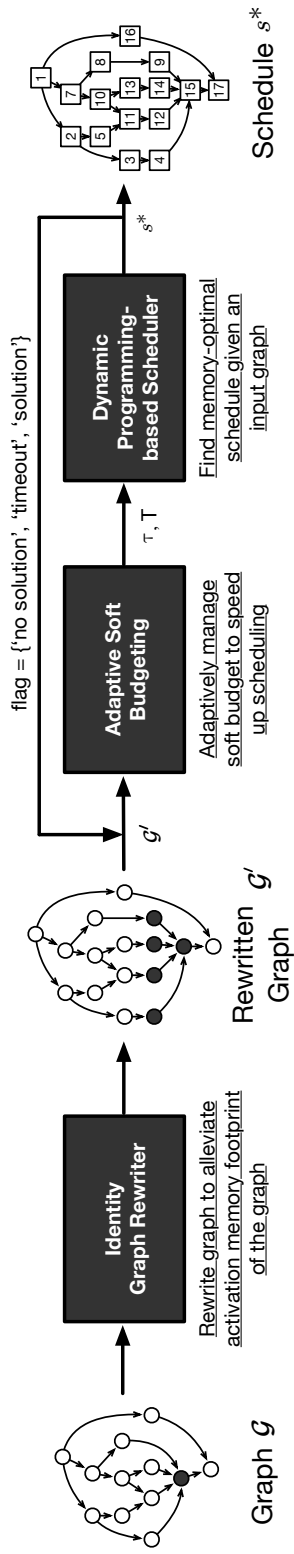 Graph 𝒢
Identity
Graph Rewriter
Rewrite graph to alleviate
activation memory footprint
of the graph
Rewritten
Graph
𝒢′
flag = {‘no solution’, ‘timeout’, ‘solution’}
𝒢′
Adaptive Soft
Budgeting
Adaptively manage
soft budget to speed
up scheduling
τ, T
Dynamic
Programming-
based Scheduler
Find memory-optimal
schedule given an
input graph
s*
1
16
7
8
9
2
10
13
14
5
11
12
15
3
4
17
Schedule s*